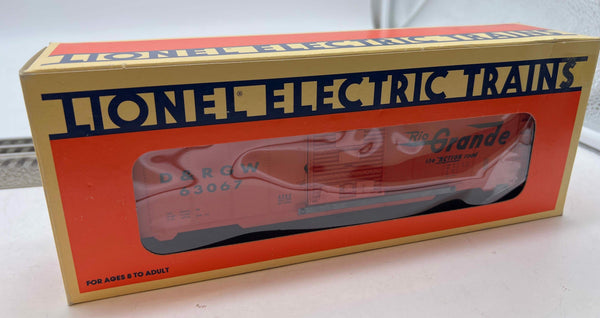 LIONEL ELECTRIC TRAINS
LIONEL® ELECTRIC TRAINS
Rio
Grande
the ACTION road
D & RGW
63067
FOR AGES 8 TO ADULT